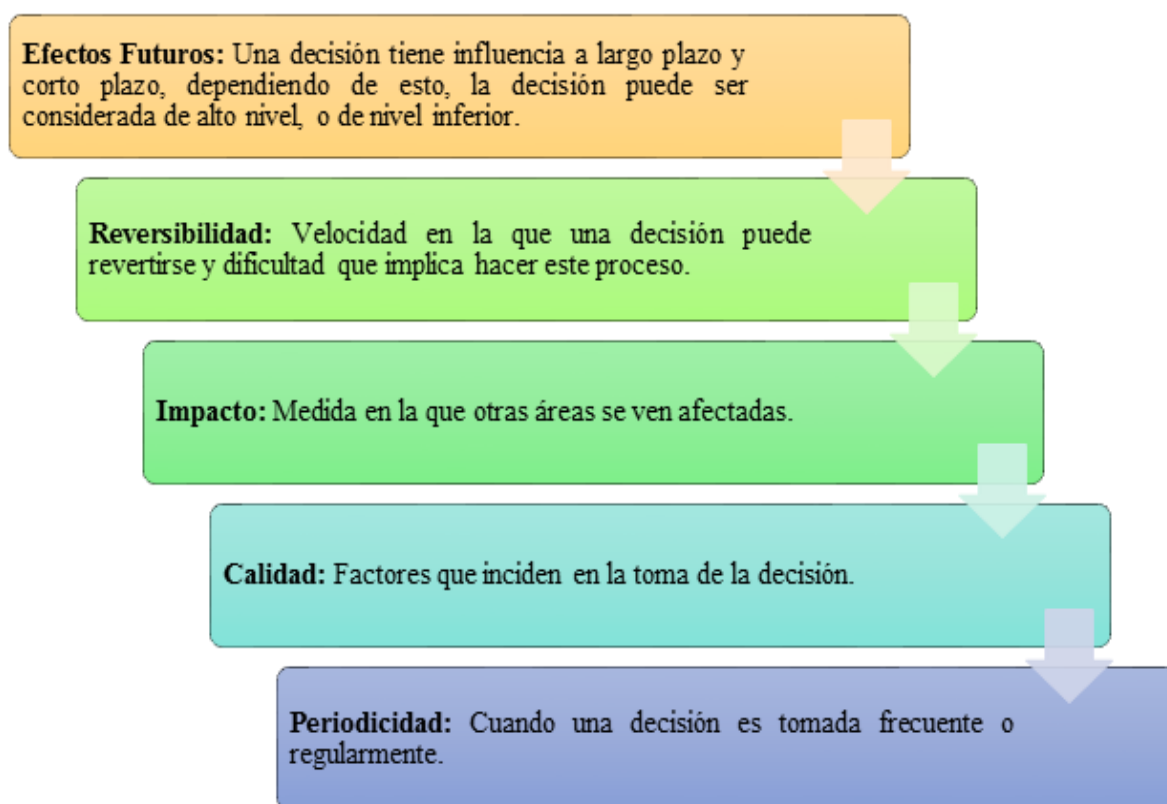 Efectos Futuros: Una decisión tiene influencia a largo plazo y
corto plazo, dependiendo de esto, la decisión puede ser
considerada de alto nivel, o de nivel inferior.
Reversibilidad: Velocidad en la que una decisión puede
revertirse y dificultad que implica hacer este proceso.
Impacto: Medida en la que otras áreas se ven afectadas.
Calidad: Factores que inciden en la toma de la decisión.
Periodicidad: Cuando una decisión es tomada frecuente o
regularmente.